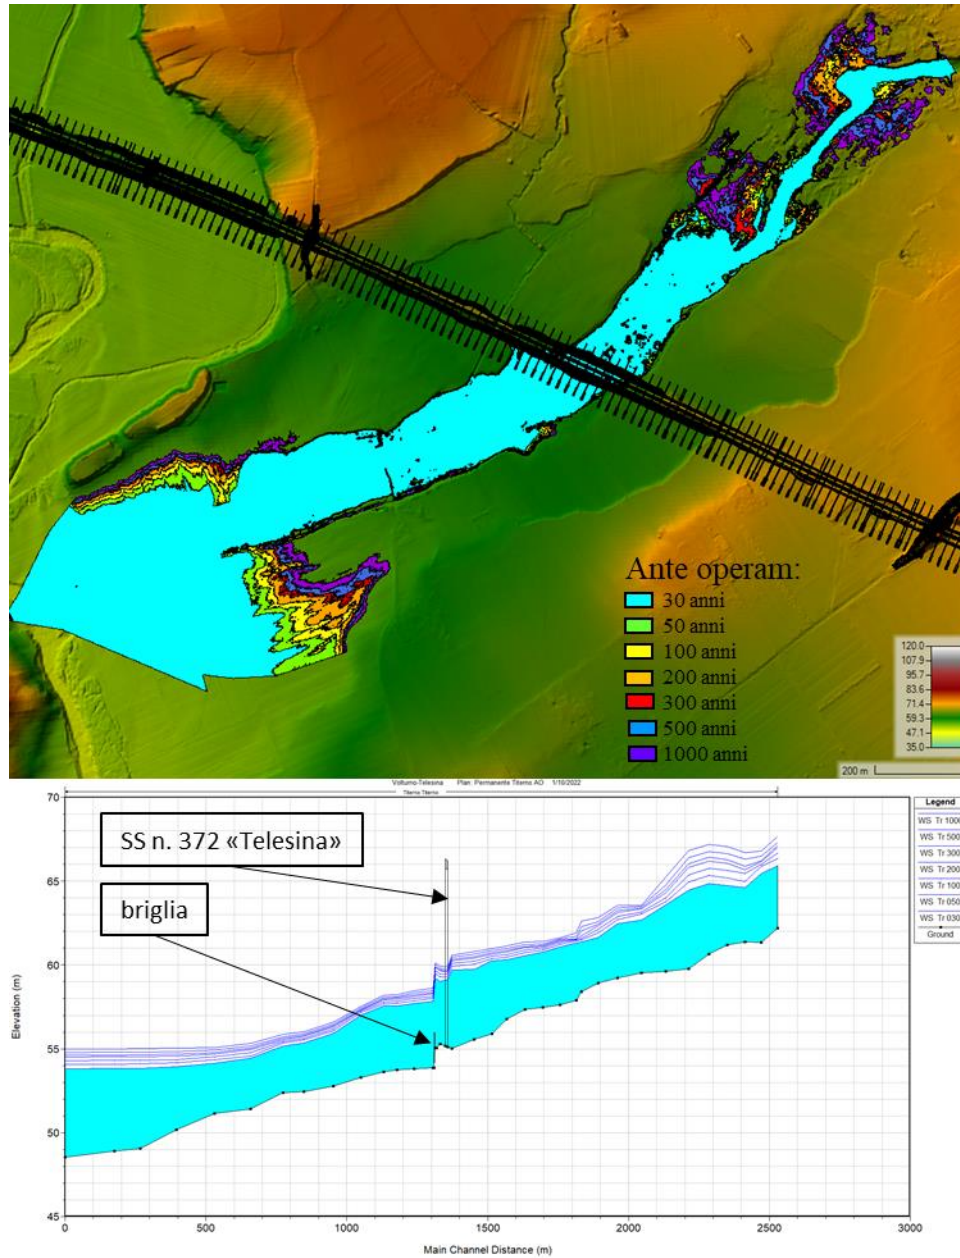 Ante operam:
30 anni
50 anni
100 anni
200 anni
300 anni
500 anni
1000 anni
120.0
107.9
95.7
83.6
71.4
59.3
47.1
35.0
200 m
Volturno-Telesina Plan: Permanente Titerno AO 1/10/2022
Titerno Titerno
SS n. 372 «Telesina»
briglia
Legend
WS Tr 1000
WS Tr 500
WS Tr 300
WS Tr 200
WS Tr 100
WS Tr 050
WS Tr 030
Ground
Elevation (m)
70
65
60
55
50
45
0 500 1000 1500 2000 2500 3000
Main Channel Distance (m)